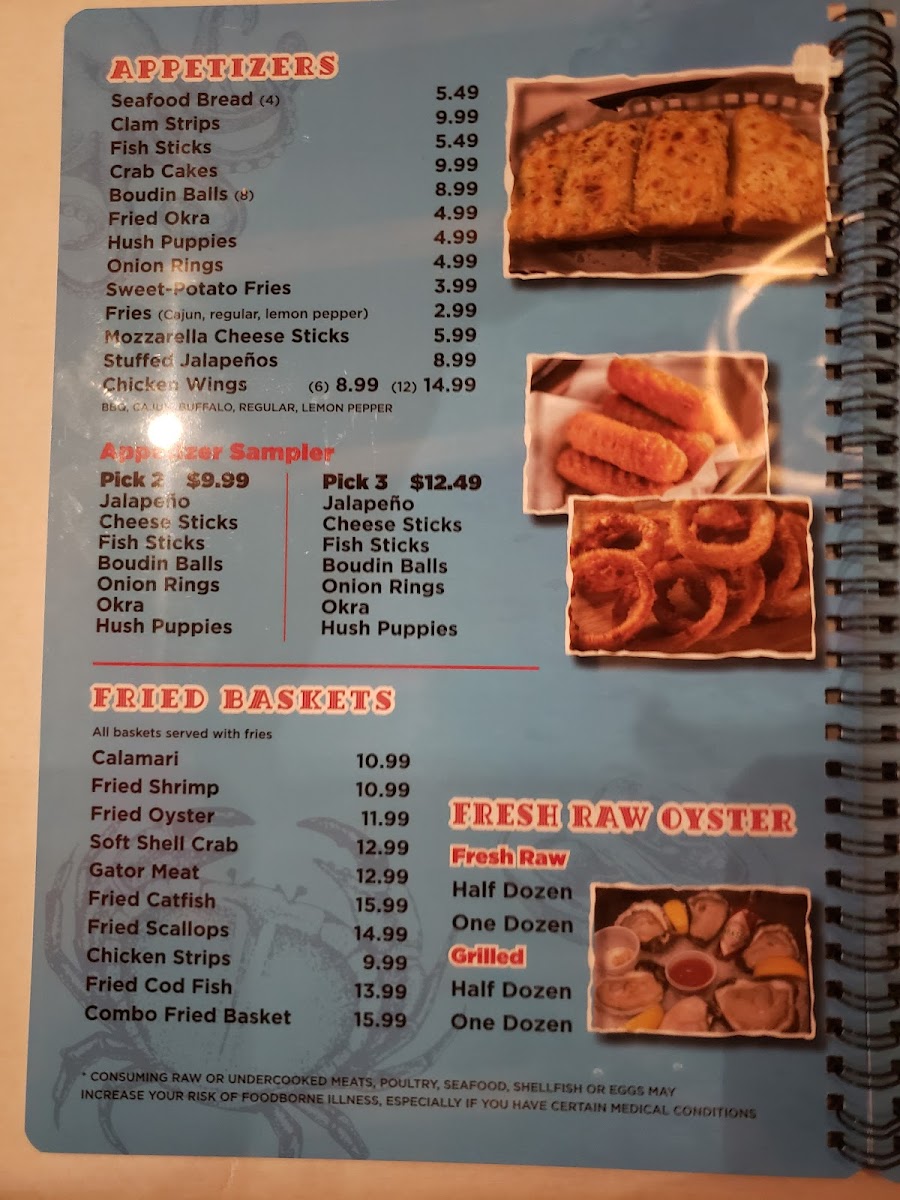 APPETIZERS
Seafood Bread (4) 5.49
Clam Strips 9.99
Fish Sticks 5.49
Crab Cakes 9.99
Boudin Balls (8) 8.99
Fried Okra 4.99
Hush Puppies 4.99
Onion Rings 4.99
Sweet-Potato Fries 3.99
Fries (Cajun, regular, lemon pepper) 2.99
Mozzarella Cheese Sticks 5.99
Stuffed Jalapeños 8.99
Chicken Wings (6) 8.99 (12) 14.99
BBQ, CAJUN, BUFFALO, REGULAR, LEMON PEPPER
Appetizer Sampler
Pick 2 $9.99
Jalapeño
Cheese Sticks
Fish Sticks
Boudin Balls
Onion Rings
Okra
Hush Puppies
Pick 3 $12.49
Jalapeño
Cheese Sticks
Fish Sticks
Boudin Balls
Onion Rings
Okra
Hush Puppies
FRIED BASKETS
All baskets served with fries
Calamari 10.99
Fried Shrimp 10.99
Fried Oyster 11.99
Soft Shell Crab 12.99
Gator Meat 12.99
Fried Catfish 15.99
Fried Scallops 14.99
Chicken Strips 9.99
Fried Cod Fish 13.99
Combo Fried Basket 15.99
FRESH RAW OYSTER
Fresh Raw
Half Dozen
One Dozen
Grilled
Half Dozen
One Dozen
* CONSUMING RAW OR UNDERCOOKED MEATS, POULTRY, SEAFOOD, SHELLFISH OR EGGS MAY
INCREASE YOUR RISK OF FOODBORNE ILLNESS, ESPECIALLY IF YOU HAVE CERTAIN MEDICAL CONDITIONS